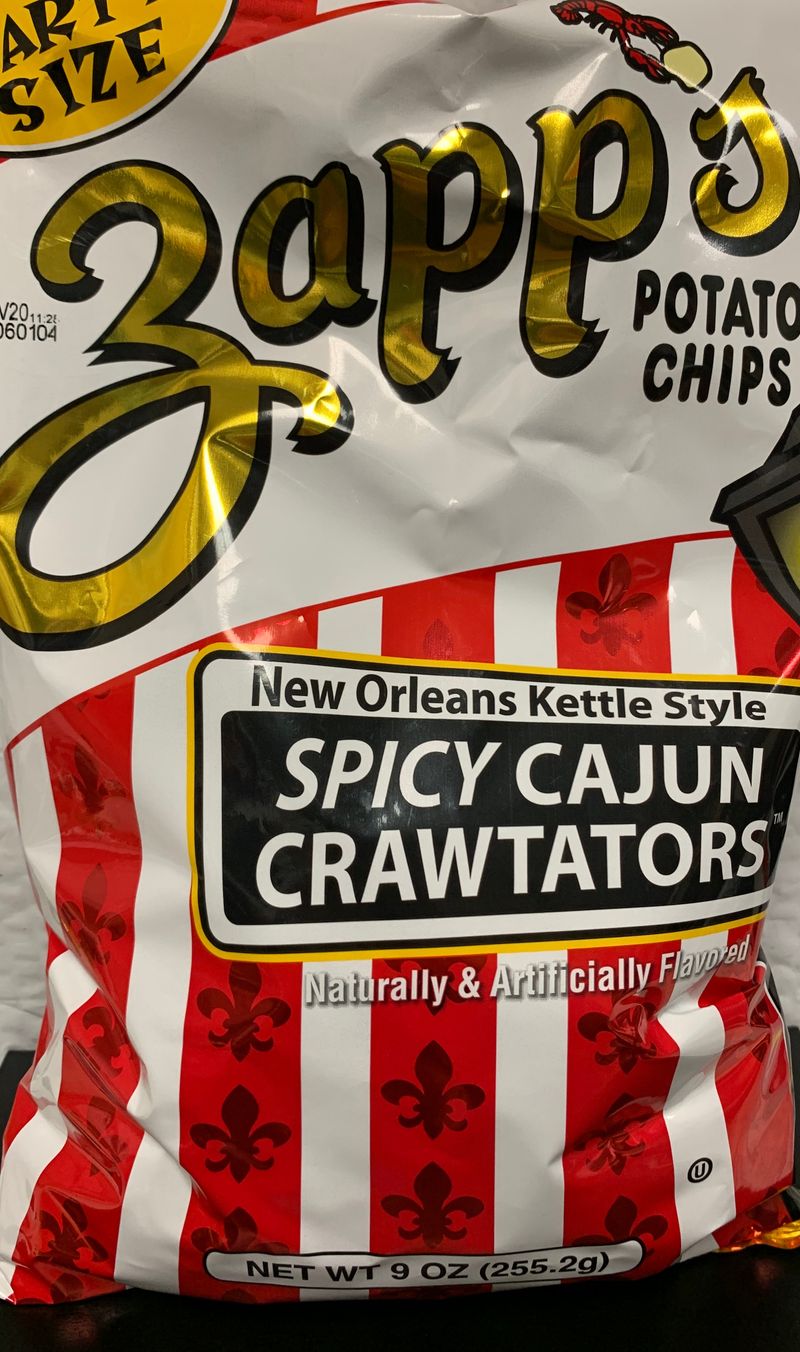 SIZE
Zapp's
POTATO
CHIPS
New Orleans Kettle Style
SPICY CAJUN
CRAWTATORS™
Naturally & Artificially Flavored
U
NET WT 9 OZ (255.2g)